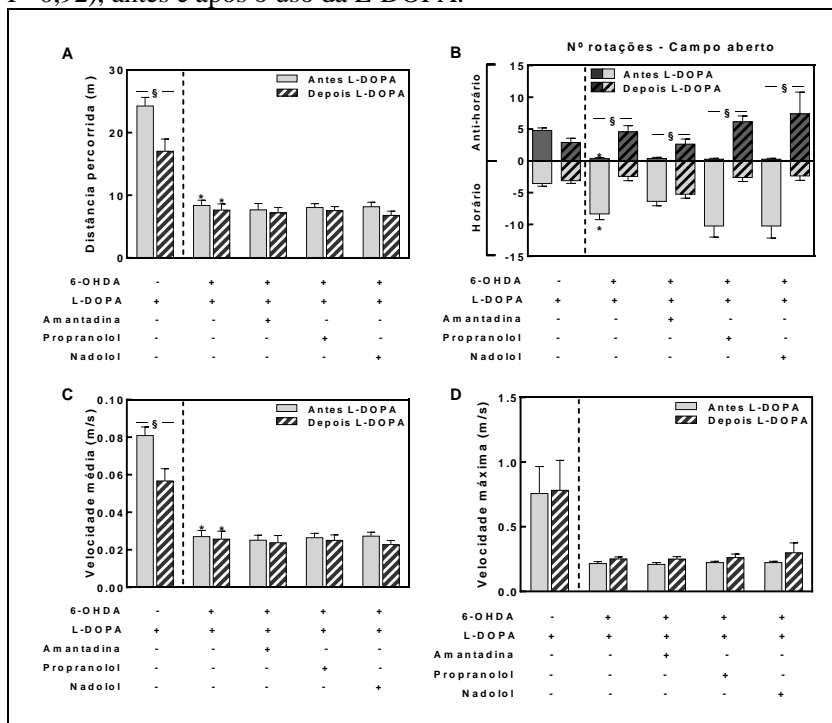 P=0,92), antes e após o uso da L-DOPA.
A
Antes L-DOPA
Depois L-DOPA
Distância percorrida (m)
30
20
10
0
§
* *
6-OHDA - + + + +
L-DOPA + + + + +
Amantadina - - + - -
Propranolol - - - + -
Nadolol - - - - +
B
Nº rotações - Campo aberto
Antes L-DOPA
Depois L-DOPA
Anti-horário
Horário
15
10
5
0
-5
-10
-15
§ § § §
*
*
6-OHDA - + + + +
L-DOPA + + + + +
Amantadina - - + - -
Propranolol - - - + -
Nadolol - - - - +
C
Antes L-DOPA
Depois L-DOPA
Velocidade média (m/s)
0.10
0.08
0.06
0.04
0.02
0.00
§
* *
6-OHDA - + + + +
L-DOPA + + + + +
Amantadina - - + - -
Propranolol - - - + -
Nadolol - - - - +
D
Antes L-DOPA
Depois L-DOPA
Velocidade máxima (m/s)
1.5
1.0
0.5
0.0
6-OHDA - + + + +
L-DOPA + + + + +
Amantadina - - + - -
Propranolol - - - + -
Nadolol - - - - +